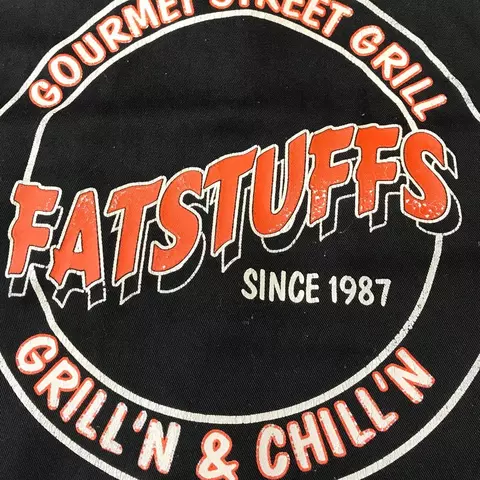 GOURMET STREET GRILL
FATSTUFFS
SINCE 1987
GRILL'N & CHILL'N